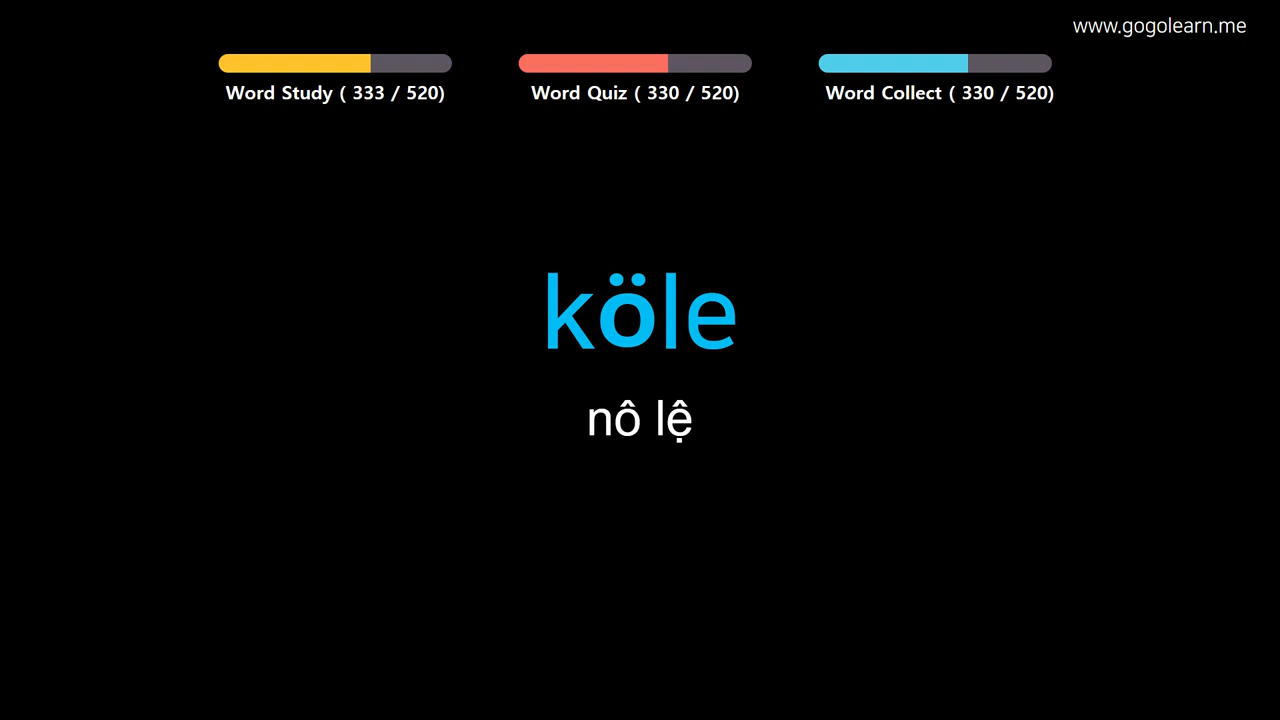 www.gogolearn.me
Word Study ( 333 / 520)
Word Quiz ( 330 / 520)
Word Collect ( 330 / 520)
köle
nô lệ